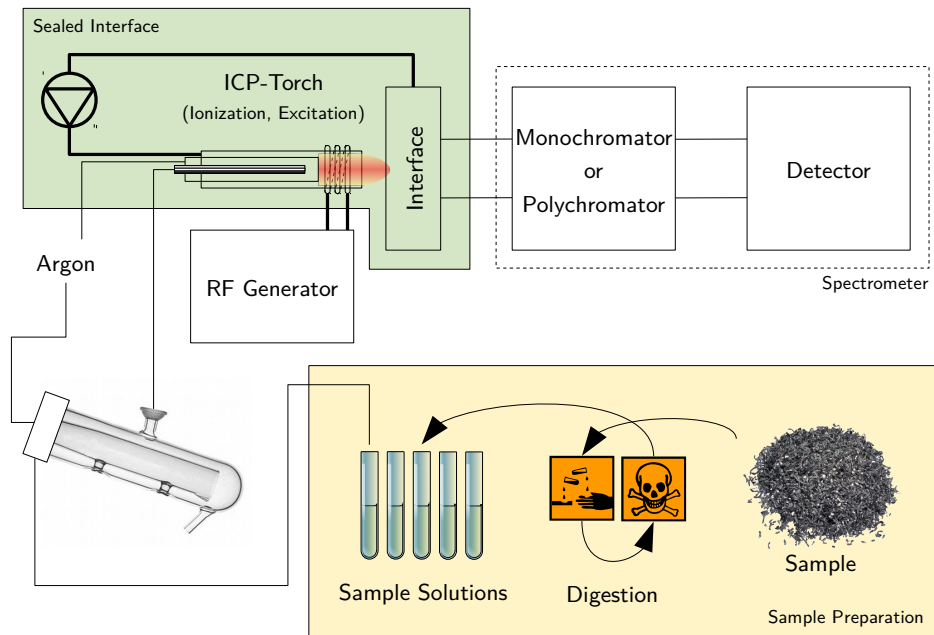 Sealed Interface
ICP-Torch
(Ionization, Excitation)
Interface
Monochromator
or
Polychromator
Detector
Spectrometer
Argon
RF Generator
Sample Solutions
Digestion
Sample
Sample Preparation